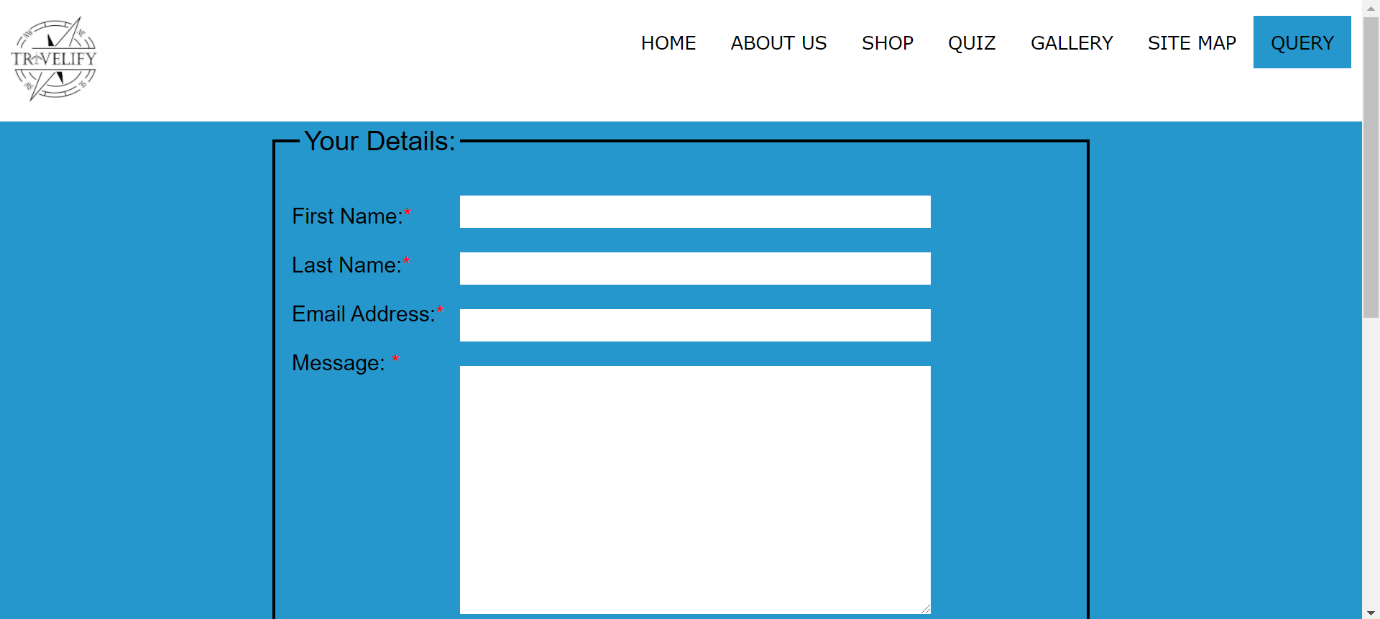 TRAVELIFY
HOME ABOUT US SHOP QUIZ GALLERY SITE MAP QUERY
Your Details:
First Name:*
Last Name:*
Email Address:*
Message: *